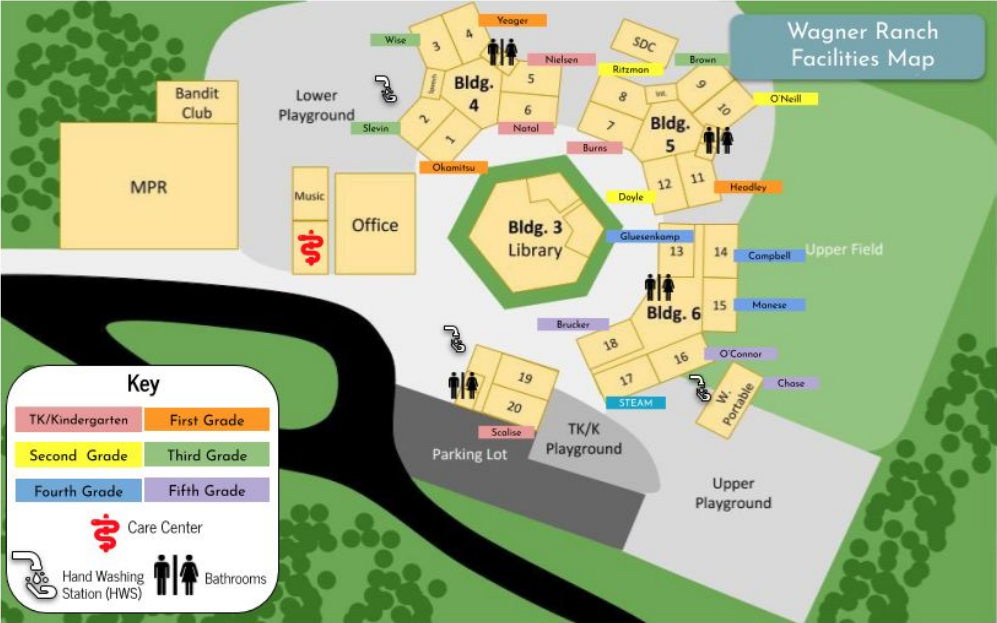 Wagner Ranch
Facilities Map
Yeager
Wise
4
3
Nielsen
SDC
Ritzman
Brown
Bldg.
4
5
6
2
1
Slevin
Natal
Okamitsu
Int.
9
8
10
7
O'Neill
Bldg.
5
Burns
12
11
Doyle
Headley
Bandit
Club
Lower
Playground
MPR
Music
Office
Bldg. 3
Library
Gluesenkamp
13
14
Campbell
Upper Field
15
Manese
Bldg. 6
Brucker
18
16
O'Connor
17
STEAM
W.
Portable
Chase
19
20
Scalise
TK/K
Playground
Parking Lot
Upper
Playground
Key
TK/Kindergarten
First Grade
Second Grade
Third Grade
Fourth Grade
Fifth Grade
Care Center
Hand Washing
Station (HWS)
Bathrooms